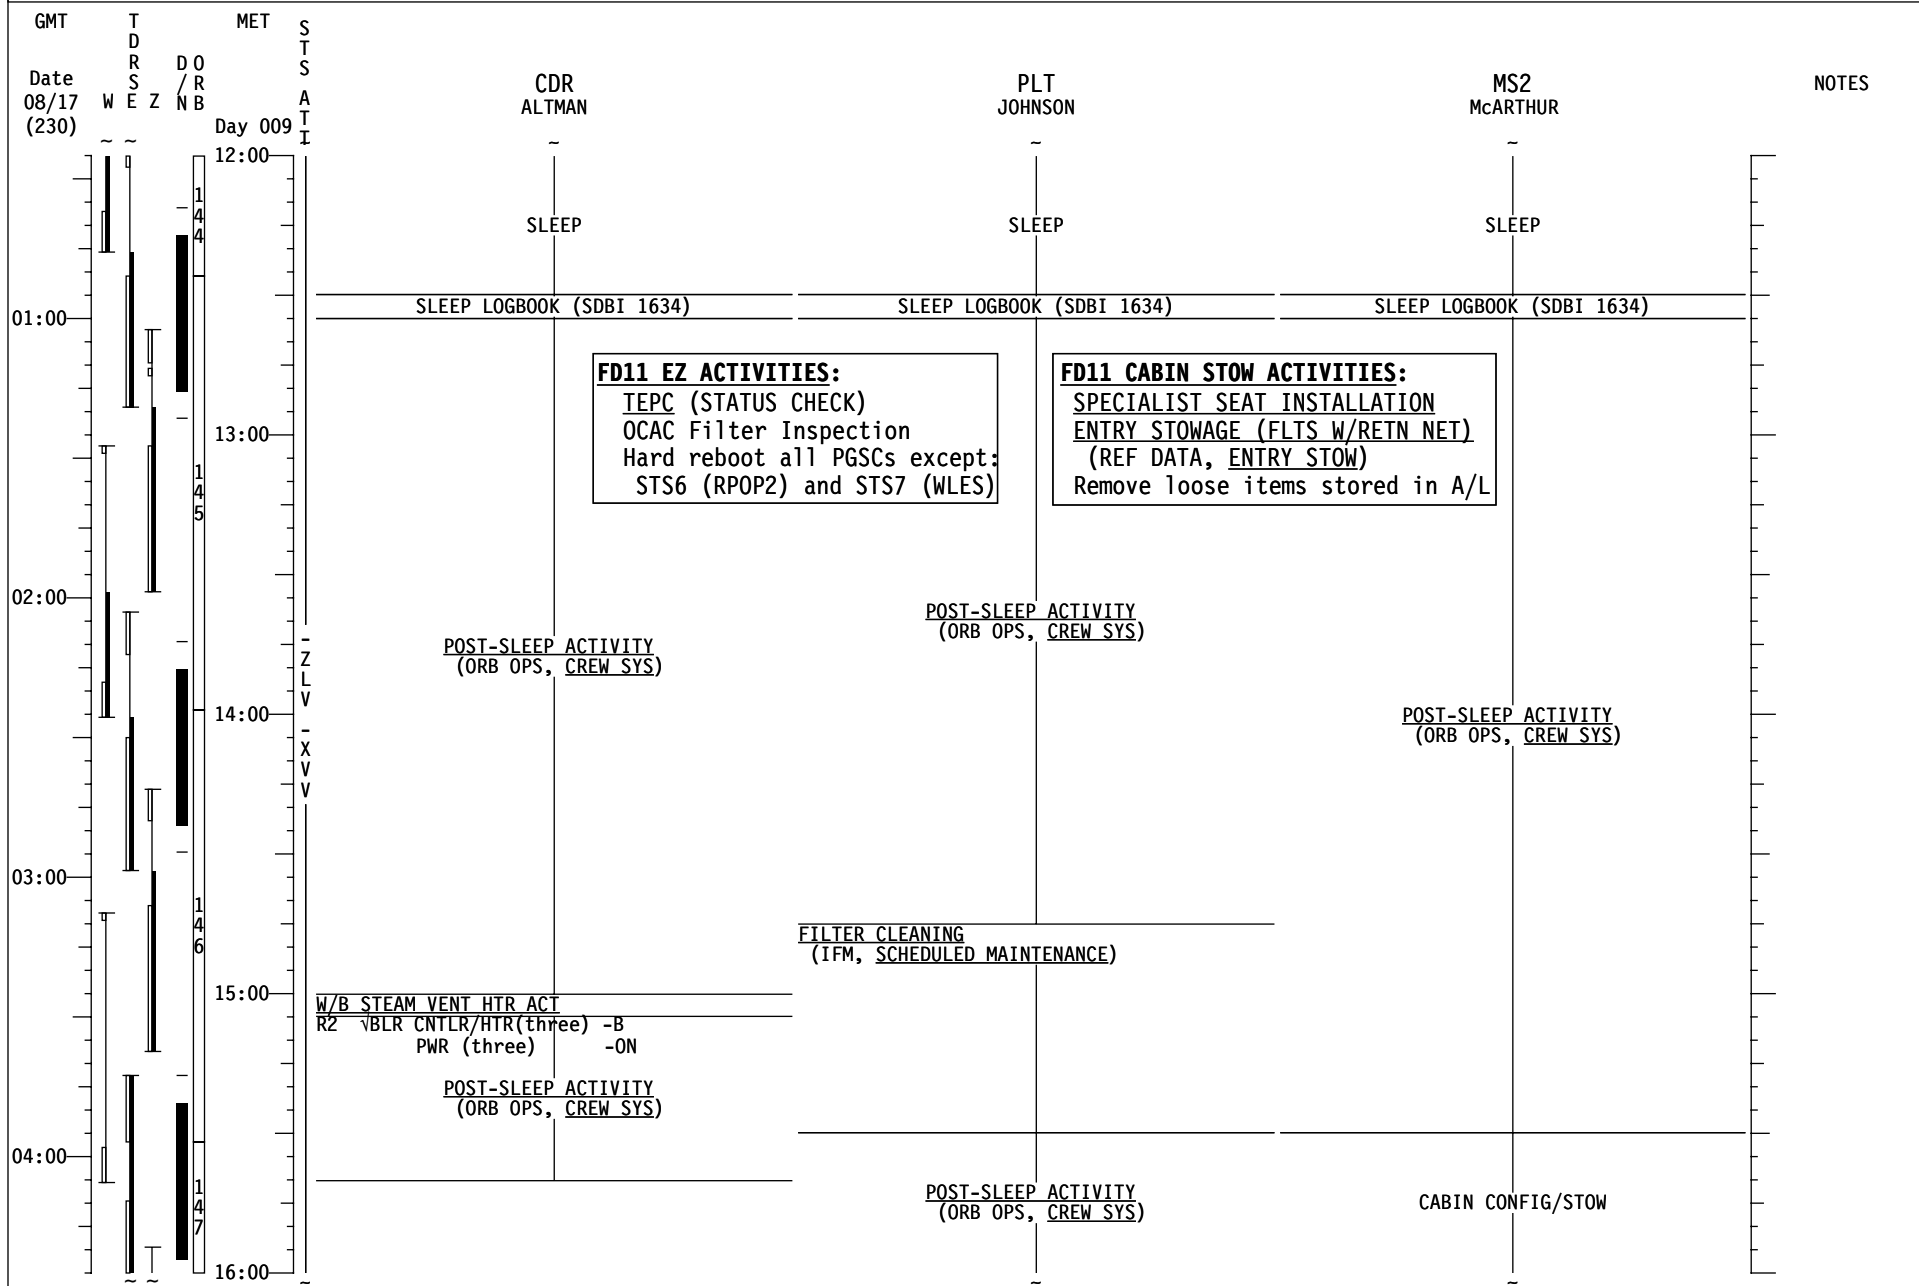 GMT
TDRS
MET
STS ATT
Date
08/17
(230)
W E Z
D/N
ORB
Day 009
CDR
ALTMAN
PLT
JOHNSON
MS2
McARTHUR
NOTES
~ ~ ~ ~ ~
12:00
144
SLEEP
SLEEP
SLEEP
SLEEP LOGBOOK (SDBI 1634)
SLEEP LOGBOOK (SDBI 1634)
SLEEP LOGBOOK (SDBI 1634)
01:00
FD11 EZ ACTIVITIES:
TEPC (STATUS CHECK)
OCAC Filter Inspection
Hard reboot all PGSCs except:
STS6 (RPOP2) and STS7 (WLES)
FD11 CABIN STOW ACTIVITIES:
SPECIALIST SEAT INSTALLATION
ENTRY STOWAGE (FLTS W/RETN NET)
(REF DATA, ENTRY STOW)
Remove loose items stored in A/L
13:00
145
02:00
-ZLV -XVV
POST-SLEEP ACTIVITY
(ORB OPS, CREW SYS)
POST-SLEEP ACTIVITY
(ORB OPS, CREW SYS)
14:00
POST-SLEEP ACTIVITY
(ORB OPS, CREW SYS)
03:00
146
FILTER CLEANING
(IFM, SCHEDULED MAINTENANCE)
15:00
W/B STEAM VENT HTR ACT
R2 √BLR CNTLR/HTR(three) -B
PWR (three) -ON
POST-SLEEP ACTIVITY
(ORB OPS, CREW SYS)
04:00
147
POST-SLEEP ACTIVITY
(ORB OPS, CREW SYS)
CABIN CONFIG/STOW
16:00
~ ~ ~ ~ ~